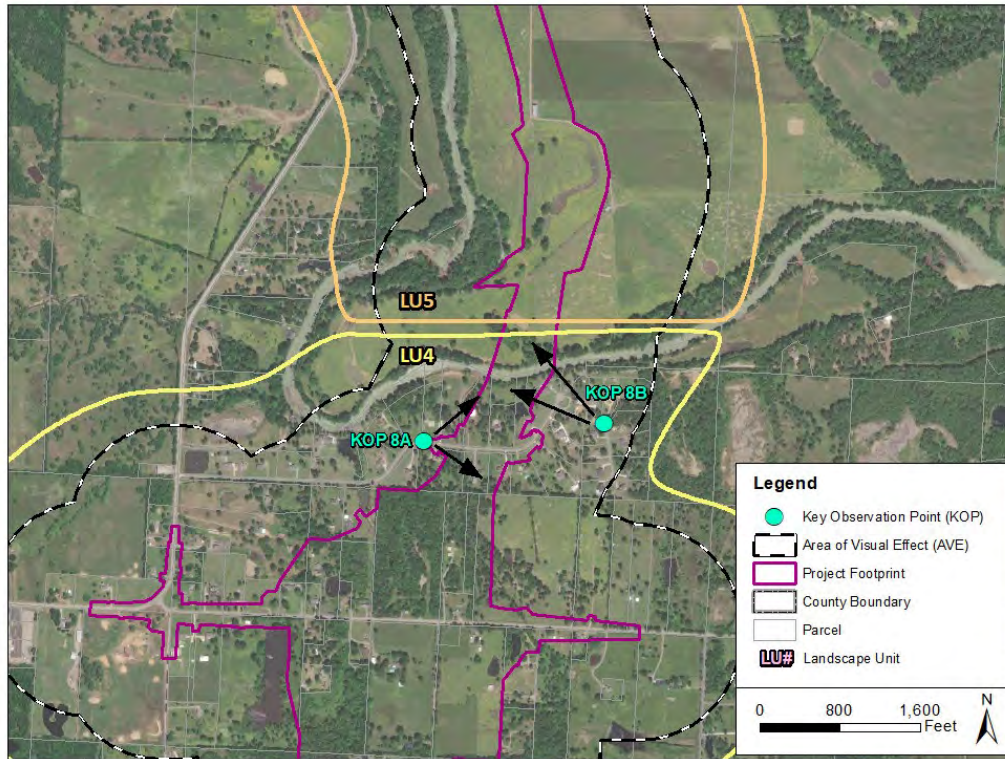 LU5
LU4
KOP 8B
KOP 8A
Legend
Key Observation Point (KOP)
Area of Visual Effect (AVE)
Project Footprint
County Boundary
Parcel
LU# Landscape Unit
0 800 1,600
Feet
N